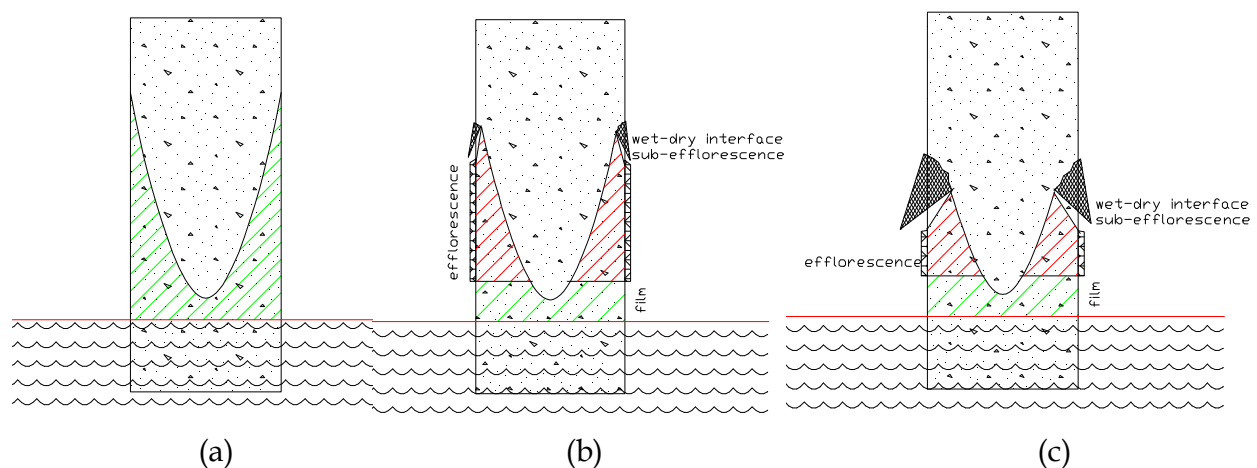 wet-dry interface
sub-efflorescence
efflorescence
film
wet-dry interface
sub-efflorescence
efflorescence
film
(a)
(b)
(c)